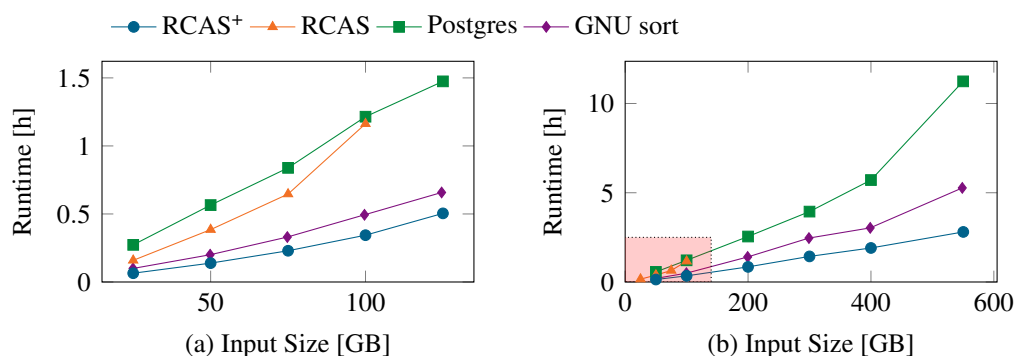 RCAS⁺ RCAS Postgres GNU sort
Runtime [h]
1.5
1
0.5
0
50 100
(a) Input Size [GB]
Runtime [h]
10
5
0
0 200 400 600
(b) Input Size [GB]